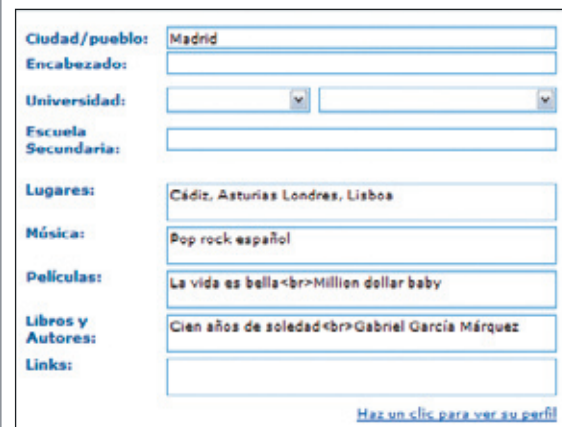 Ciudad/pueblo: Madrid
Encabezado:
Universidad:
Escuela
Secundaria:
Lugares: Cádiz, Asturias Londres, Lisboa
Música: Pop rock español
Películas: La vida es bella<br>Million dollar baby
Libros y
Autores: Cien años de soledad<br>Gabriel García Márquez
Links:
Haz un clic para ver su perfil